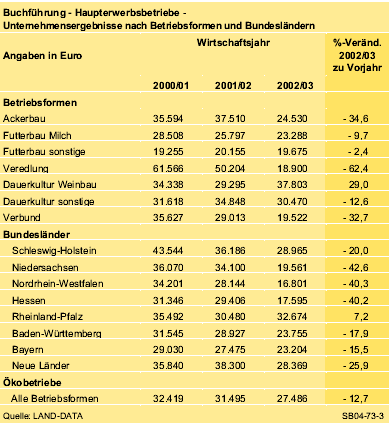 Buchführung - Haupterwerbsbetriebe -
Unternehmensergebnisse nach Betriebsformen und Bundesländern
Angaben in Euro
Wirtschaftsjahr
%-Veränd.
2002/03
zu Vorjahr
2000/01 2001/02 2002/03
Betriebsformen
Ackerbau 35.594 37.510 24.530 - 34,6
Futterbau Milch 28.508 25.797 23.288 - 9,7
Futterbau sonstige 19.255 20.155 19.675 - 2,4
Veredlung 61.566 50.204 18.900 - 62,4
Dauerkultur Weinbau 34.338 29.295 37.803 29,0
Dauerkultur sonstige 31.618 34.848 30.470 - 12,6
Verbund 35.627 29.013 19.522 - 32,7
Bundesländer
Schleswig-Holstein 43.544 36.186 28.965 - 20,0
Niedersachsen 36.070 34.100 19.561 - 42,6
Nordrhein-Westfalen 34.201 28.144 16.801 - 40,3
Hessen 31.346 29.406 17.595 - 40,2
Rheinland-Pfalz 35.492 30.480 32.674 7,2
Baden-Württemberg 31.545 28.927 23.755 - 17,9
Bayern 29.030 27.475 23.204 - 15,5
Neue Länder 35.840 38.300 28.369 - 25,9
Ökobetriebe
Alle Betriebsformen 32.419 31.495 27.486 - 12,7
Quelle: LAND-DATA SB04-73-3